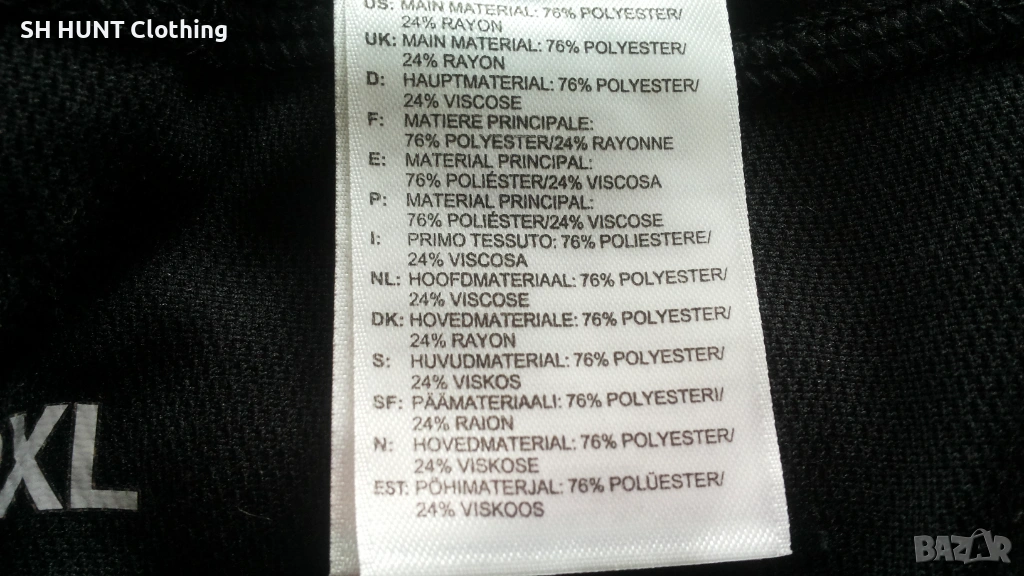 SH HUNT Clothing
US: MAIN MATERIAL: 76% POLYESTER/
24% RAYON
UK: MAIN MATERIAL: 76% POLYESTER/
24% RAYON
D: HAUPTMATERIAL: 76% POLYESTER/
24% VISCOSE
F: MATIERE PRINCIPALE:
76% POLYESTER/24% RAYONNE
E: MATERIAL PRINCIPAL:
76% POLIÉSTER/24% VISCOSA
P: MATERIAL PRINCIPAL:
76% POLIÉSTER/24% VISCOSE
I: PRIMO TESSUTO: 76% POLIESTERE/
24% VISCOSA
NL: HOOFDMATERIAAL: 76% POLYESTER/
24% VISCOSE
DK: HOVEDMATERIALE: 76% POLYESTER/
24% RAYON
S: HUVUDMATERIAL: 76% POLYESTER/
24% VISKOS
SF: PÄÄMATERIAALI: 76% POLYESTERI/
24% RAION
N: HOVEDMATERIAL: 76% POLYESTER/
24% VISKOSE
EST: PÕHIMATERJAL: 76% POLÜESTER/
24% VISKOOS
XL
BAZAR